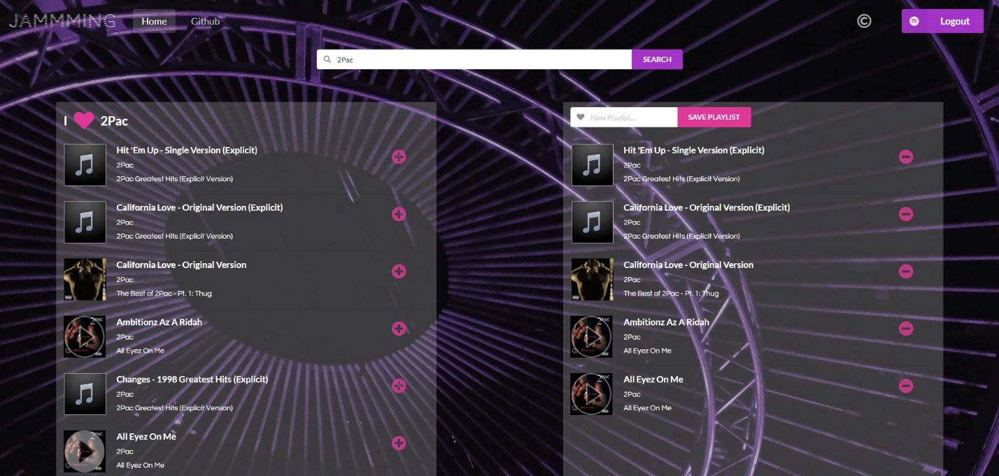 JAMMMING
Home
Github
©
Logout
2Pac
SEARCH
I 2Pac
Hit 'Em Up - Single Version (Explicit)
2Pac
2Pac Greatest Hits (Explicit Version)
California Love - Original Version (Explicit)
2Pac
2Pac Greatest Hits (Explicit Version)
California Love - Original Version
2Pac
The Best of 2Pac - Pt. 1: Thug
2PAC
Ambitionz Az A Ridah
2Pac
All Eyez On Me
Changes - 1998 Greatest Hits (Explicit)
2Pac
2Pac Greatest Hits (Explicit Version)
2PAC
All Eyez On Me
2Pac
All Eyez On Me
New Playlist...
SAVE PLAYLIST
Hit 'Em Up - Single Version (Explicit)
2Pac
2Pac Greatest Hits (Explicit Version)
California Love - Original Version (Explicit)
2Pac
2Pac Greatest Hits (Explicit Version)
California Love - Original Version
2Pac
The Best of 2Pac - Pt. 1: Thug
2PAC
Ambitionz Az A Ridah
2Pac
All Eyez On Me
2PAC
All Eyez On Me
2Pac
All Eyez On Me